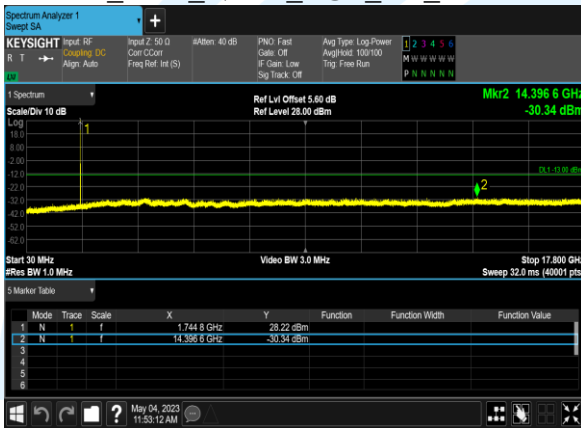 Spectrum Analyzer 1
Swept SA
+
KEYSIGHT Input: RF Input Z: 50 Ω #Atten: 40 dB PNO: Fast Avg Type: Log-Power 1 2 3 4 5 6
R T Coupling: DC Corr CCorr Gate: Off Avg|Hold: 100/100 M W W W W W
Align: Auto Freq Ref: Int (S) IF Gain: Low Trig: Free Run
LV Sig Track: Off P N N N N N
1 Spectrum Ref Lvl Offset 5.60 dB Mkr2 14.396 6 GHz
Scale/Div 10 dB Ref Level 28.00 dBm -30.34 dBm
Log
18.0 1
8.00
-2.00
-12.0 DL1 -13.00 dBm
-22.0 2
-32.0
-42.0
-52.0
-62.0
Start 30 MHz Video BW 3.0 MHz Stop 17.800 GHz
#Res BW 1.0 MHz Sweep 32.0 ms (40001 pts
5 Marker Table
Mode Trace Scale X Y Function Function Width Function Value
1 N 1 f 1.744 8 GHz 28.22 dBm
2 N 1 f 14.396 6 GHz -30.34 dBm
3
4
5
6
? May 04, 2023
11:53:12 AM